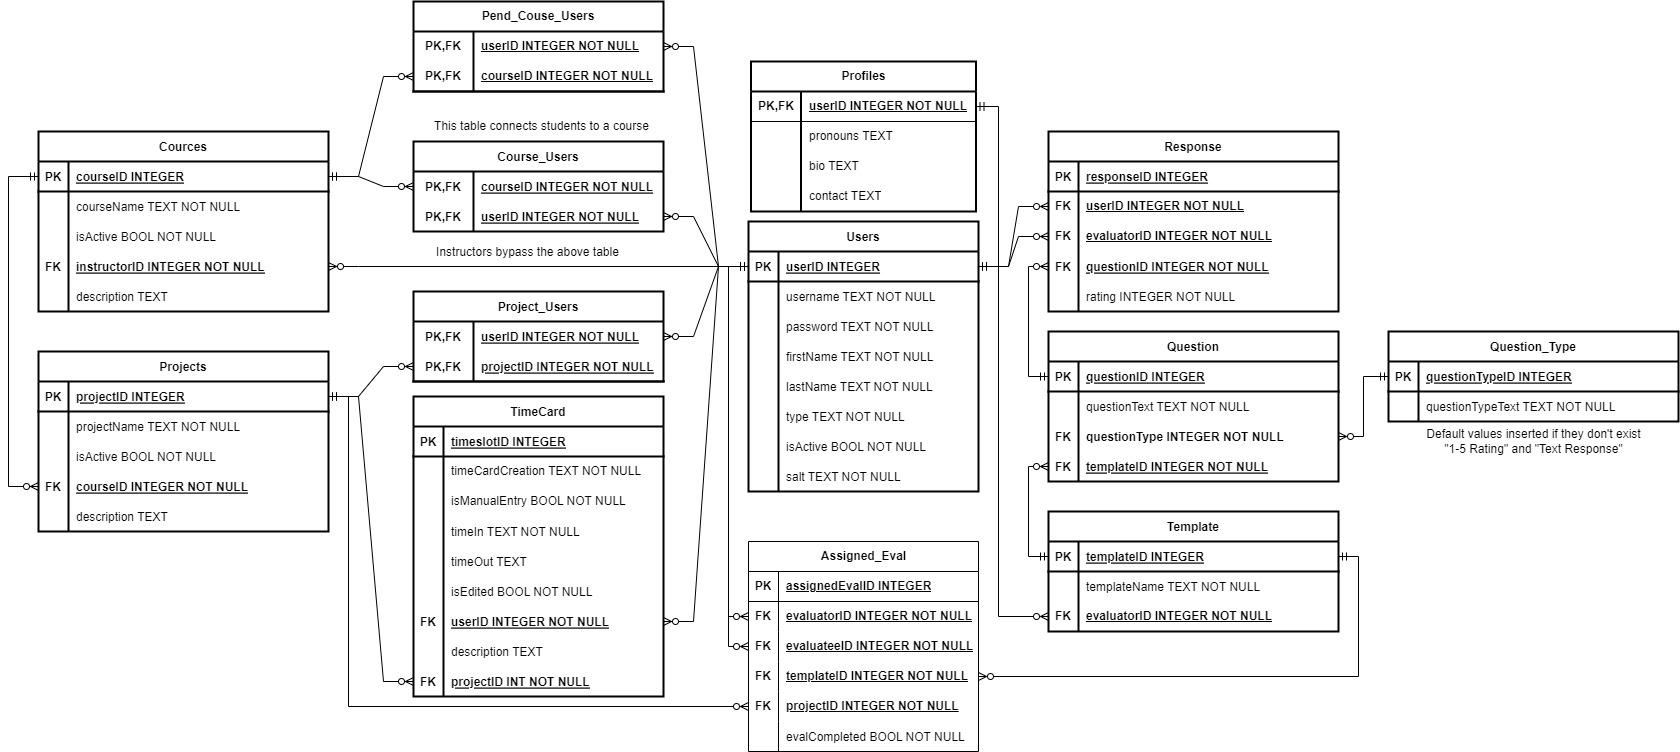 Pend_Couse_Users
PK,FK userID INTEGER NOT NULL
PK,FK courseID INTEGER NOT NULL
This table connects students to a course
Cources
PK courseID INTEGER
courseName TEXT NOT NULL
isActive BOOL NOT NULL
FK instructorID INTEGER NOT NULL
description TEXT
Course_Users
PK,FK courseID INTEGER NOT NULL
PK,FK userID INTEGER NOT NULL
Instructors bypass the above table
Project_Users
PK,FK userID INTEGER NOT NULL
PK,FK projectID INTEGER NOT NULL
Projects
PK projectID INTEGER
projectName TEXT NOT NULL
isActive BOOL NOT NULL
FK courseID INTEGER NOT NULL
description TEXT
TimeCard
PK timeslotID INTEGER
timeCardCreation TEXT NOT NULL
isManualEntry BOOL NOT NULL
timeIn TEXT NOT NULL
timeOut TEXT
isEdited BOOL NOT NULL
FK userID INTEGER NOT NULL
description TEXT
FK projectID INT NOT NULL
Profiles
PK,FK userID INTEGER NOT NULL
pronouns TEXT
bio TEXT
contact TEXT
Users
PK userID INTEGER
username TEXT NOT NULL
password TEXT NOT NULL
firstName TEXT NOT NULL
lastName TEXT NOT NULL
type TEXT NOT NULL
isActive BOOL NOT NULL
salt TEXT NOT NULL
Assigned_Eval
PK assignedEvalID INTEGER
FK evaluatorID INTEGER NOT NULL
FK evaluateeID INTEGER NOT NULL
FK templateID INTEGER NOT NULL
FK projectID INTEGER NOT NULL
evalCompleted BOOL NOT NULL
Response
PK responseID INTEGER
FK userID INTEGER NOT NULL
FK evaluatorID INTEGER NOT NULL
FK questionID INTEGER NOT NULL
rating INTEGER NOT NULL
Question
PK questionID INTEGER
questionText TEXT NOT NULL
FK questionType INTEGER NOT NULL
FK templateID INTEGER NOT NULL
Template
PK templateID INTEGER
templateName TEXT NOT NULL
FK evaluatorID INTEGER NOT NULL
Question_Type
PK questionTypeID INTEGER
questionTypeText TEXT NOT NULL
Default values inserted if they don't exist
"1-5 Rating" and "Text Response"